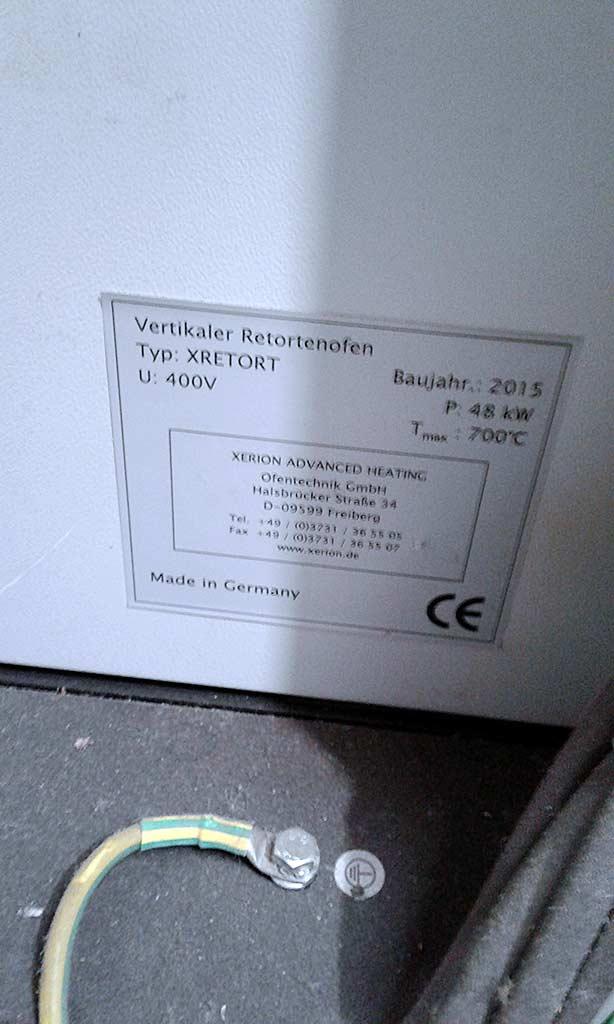 Vertikaler Retortenofen
Typ: XRETORT
U: 400V
Baujahr.: 2015
P: 48 kW
Tmax : 700°C
XERION ADVANCED HEATING
Ofentechnik GmbH
Halsbrücker Straße 34
D-09599 Freiberg
Tel. +49 / (0)3731 / 36 55 05
Fax +49 / (0)3731 / 36 55 07
www.xerion.de
Made in Germany
CE